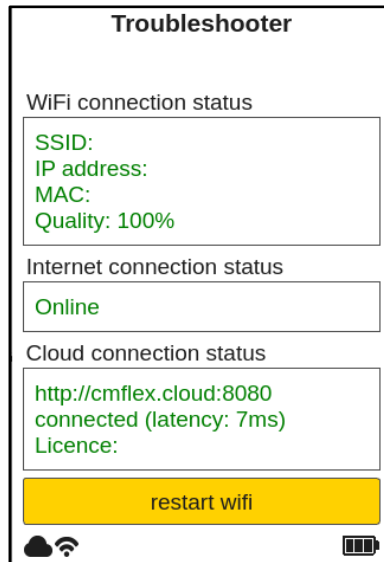 Troubleshooter
WiFi connection status
SSID:
IP address:
MAC:
Quality: 100%
Internet connection status
Online
Cloud connection status
http://cmflex.cloud:8080
connected (latency: 7ms)
Licence:
restart wifi